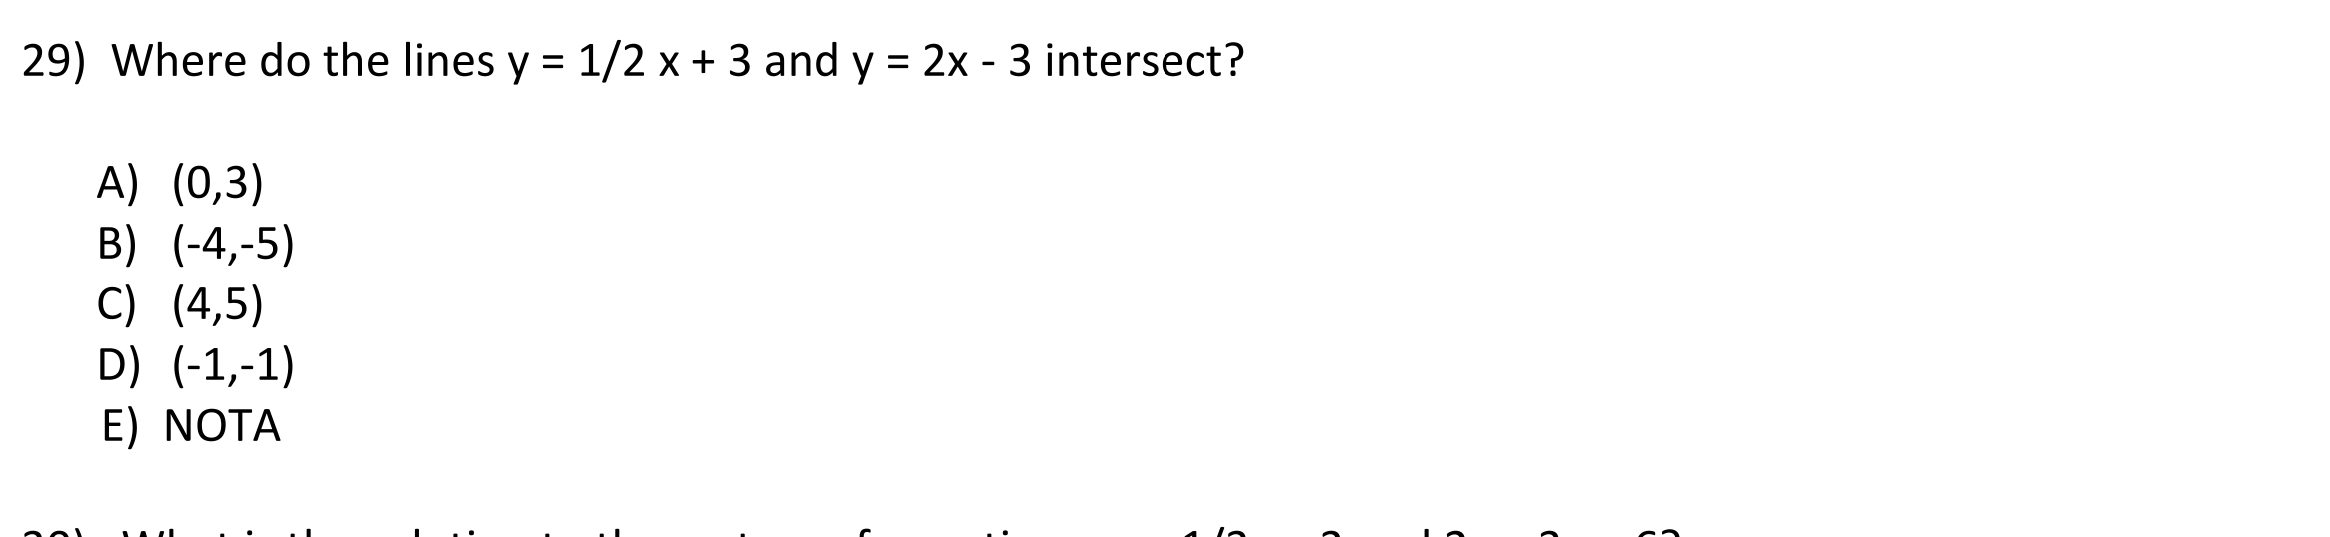 29) Where do the lines y = 1/2 x + 3 and y = 2x - 3 intersect?
A) (0,3)
B) (-4,-5)
C) (4,5)
D) (-1,-1)
E) NOTA